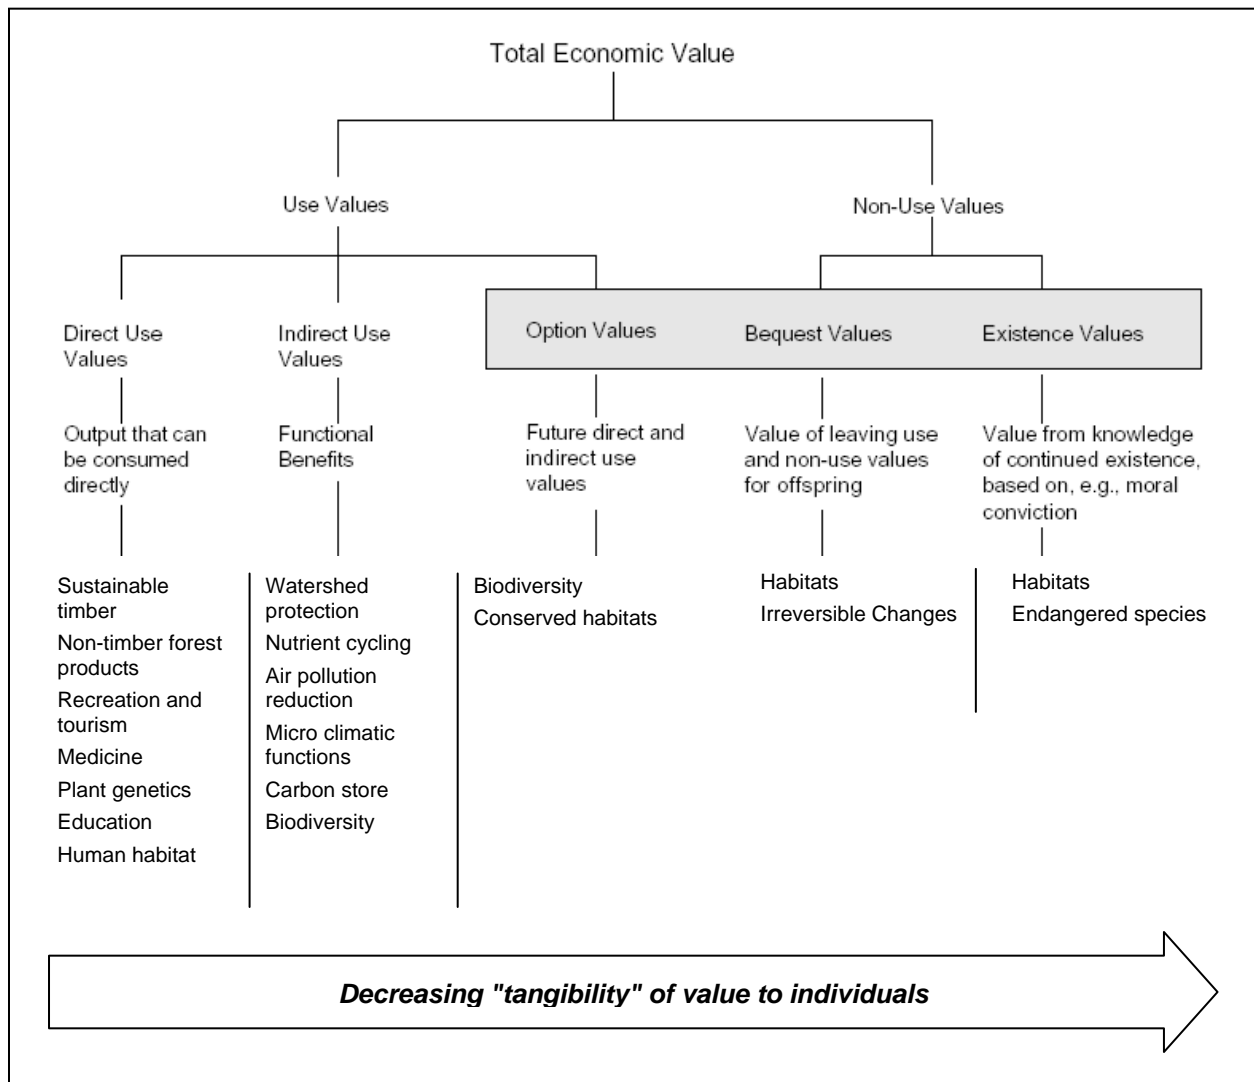 Total Economic Value
Use Values
Non-Use Values
Direct Use
Values
Indirect Use
Values
Option Values
Bequest Values
Existence Values
Output that can
be consumed
directly
Functional
Benefits
Future direct and
indirect use
values
Value of leaving use
and non-use values
for offspring
Value from knowledge
of continued existence,
based on, e.g., moral
conviction
Sustainable
timber
Non-timber forest
products
Recreation and
tourism
Medicine
Plant genetics
Education
Human habitat
Watershed
protection
Nutrient cycling
Air pollution
reduction
Micro climatic
functions
Carbon store
Biodiversity
Biodiversity
Conserved habitats
Habitats
Irreversible Changes
Habitats
Endangered species
Decreasing "tangibility" of value to individuals